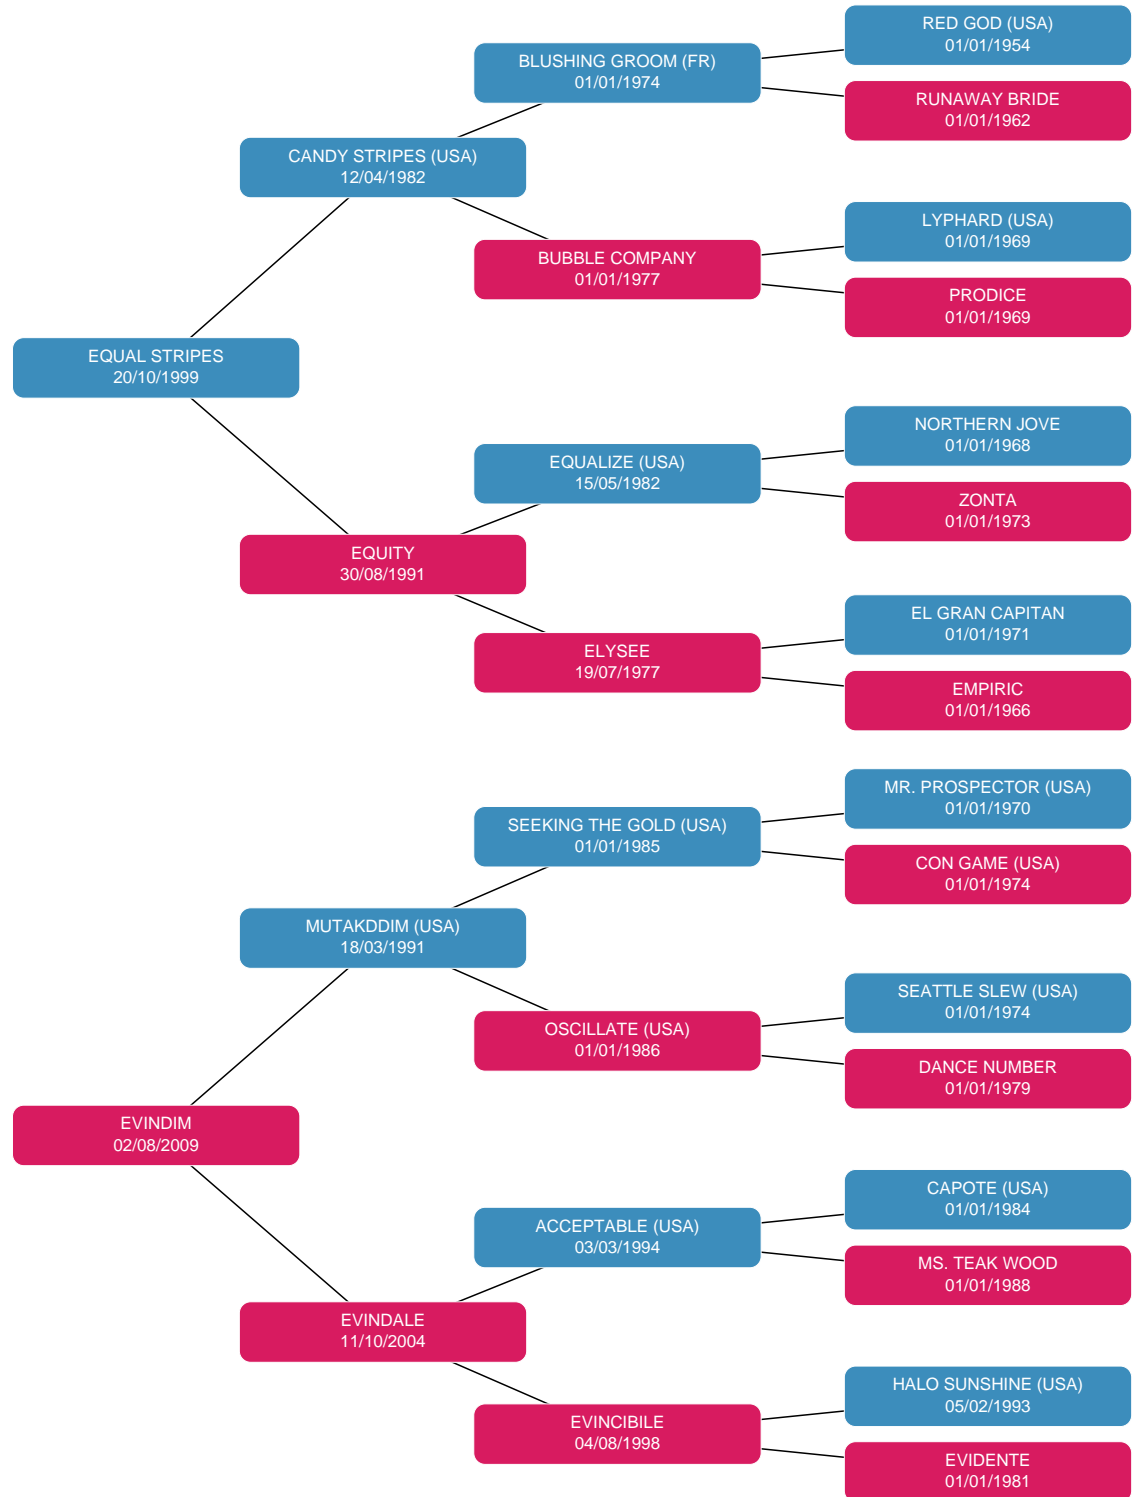 RED GOD (USA)
01/01/1954
BLUSHING GROOM (FR)
01/01/1974
RUNAWAY BRIDE
01/01/1962
CANDY STRIPES (USA)
12/04/1982
LYPHARD (USA)
01/01/1969
BUBBLE COMPANY
01/01/1977
PRODICE
01/01/1969
EQUAL STRIPES
20/10/1999
NORTHERN JOVE
01/01/1968
EQUALIZE (USA)
15/05/1982
ZONTA
01/01/1973
EQUITY
30/08/1991
EL GRAN CAPITAN
01/01/1971
ELYSEE
19/07/1977
EMPIRIC
01/01/1966
MR. PROSPECTOR (USA)
01/01/1970
SEEKING THE GOLD (USA)
01/01/1985
CON GAME (USA)
01/01/1974
MUTAKDDIM (USA)
18/03/1991
SEATTLE SLEW (USA)
01/01/1974
OSCILLATE (USA)
01/01/1986
DANCE NUMBER
01/01/1979
EVINDIM
02/08/2009
CAPOTE (USA)
01/01/1984
ACCEPTABLE (USA)
03/03/1994
MS. TEAK WOOD
01/01/1988
EVINDALE
11/10/2004
HALO SUNSHINE (USA)
05/02/1993
EVINCIBILE
04/08/1998
EVIDENTE
01/01/1981